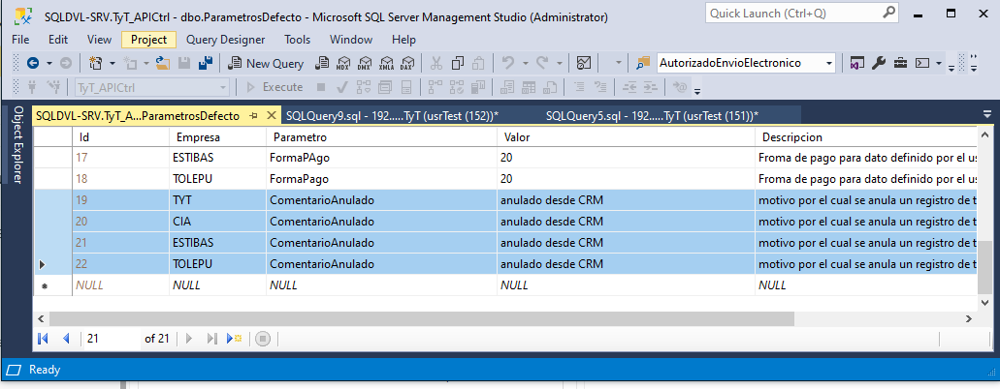 SQLDVL-SRV.TyT_APICtrl - dbo.ParametrosDefecto - Microsoft SQL Server Management Studio (Administrator)
Quick Launch (Ctrl+Q)
File Edit View Project Query Designer Tools Window Help
New Query MDX DMX XMLA DAX AutorizadoEnvioElectronico
TyT_APICtrl Execute
SQLDVL-SRV.TyT_A...ParametrosDefecto SQLQuery9.sql - 192.....TyT (usrTest (152))* SQLQuery5.sql - 192.....TyT (usrTest (151))*
Object Explorer
Id Empresa Parametro Valor Descripcion
17 ESTIBAS FormaPAgo 20 Froma de pago para dato definido por el us
18 TOLEPU FormaPago 20 Froma de pago para dato definido por el us
19 TYT ComentarioAnulado anulado desde CRM motivo por el cual se anula un registro de t
20 CIA ComentarioAnulado anulado desde CRM motivo por el cual se anula un registro de t
21 ESTIBAS ComentarioAnulado anulado desde CRM motivo por el cual se anula un registro de t
22 TOLEPU ComentarioAnulado anulado desde CRM motivo por el cual se anula un registro de t
NULL NULL NULL NULL NULL
21 of 21
Ready